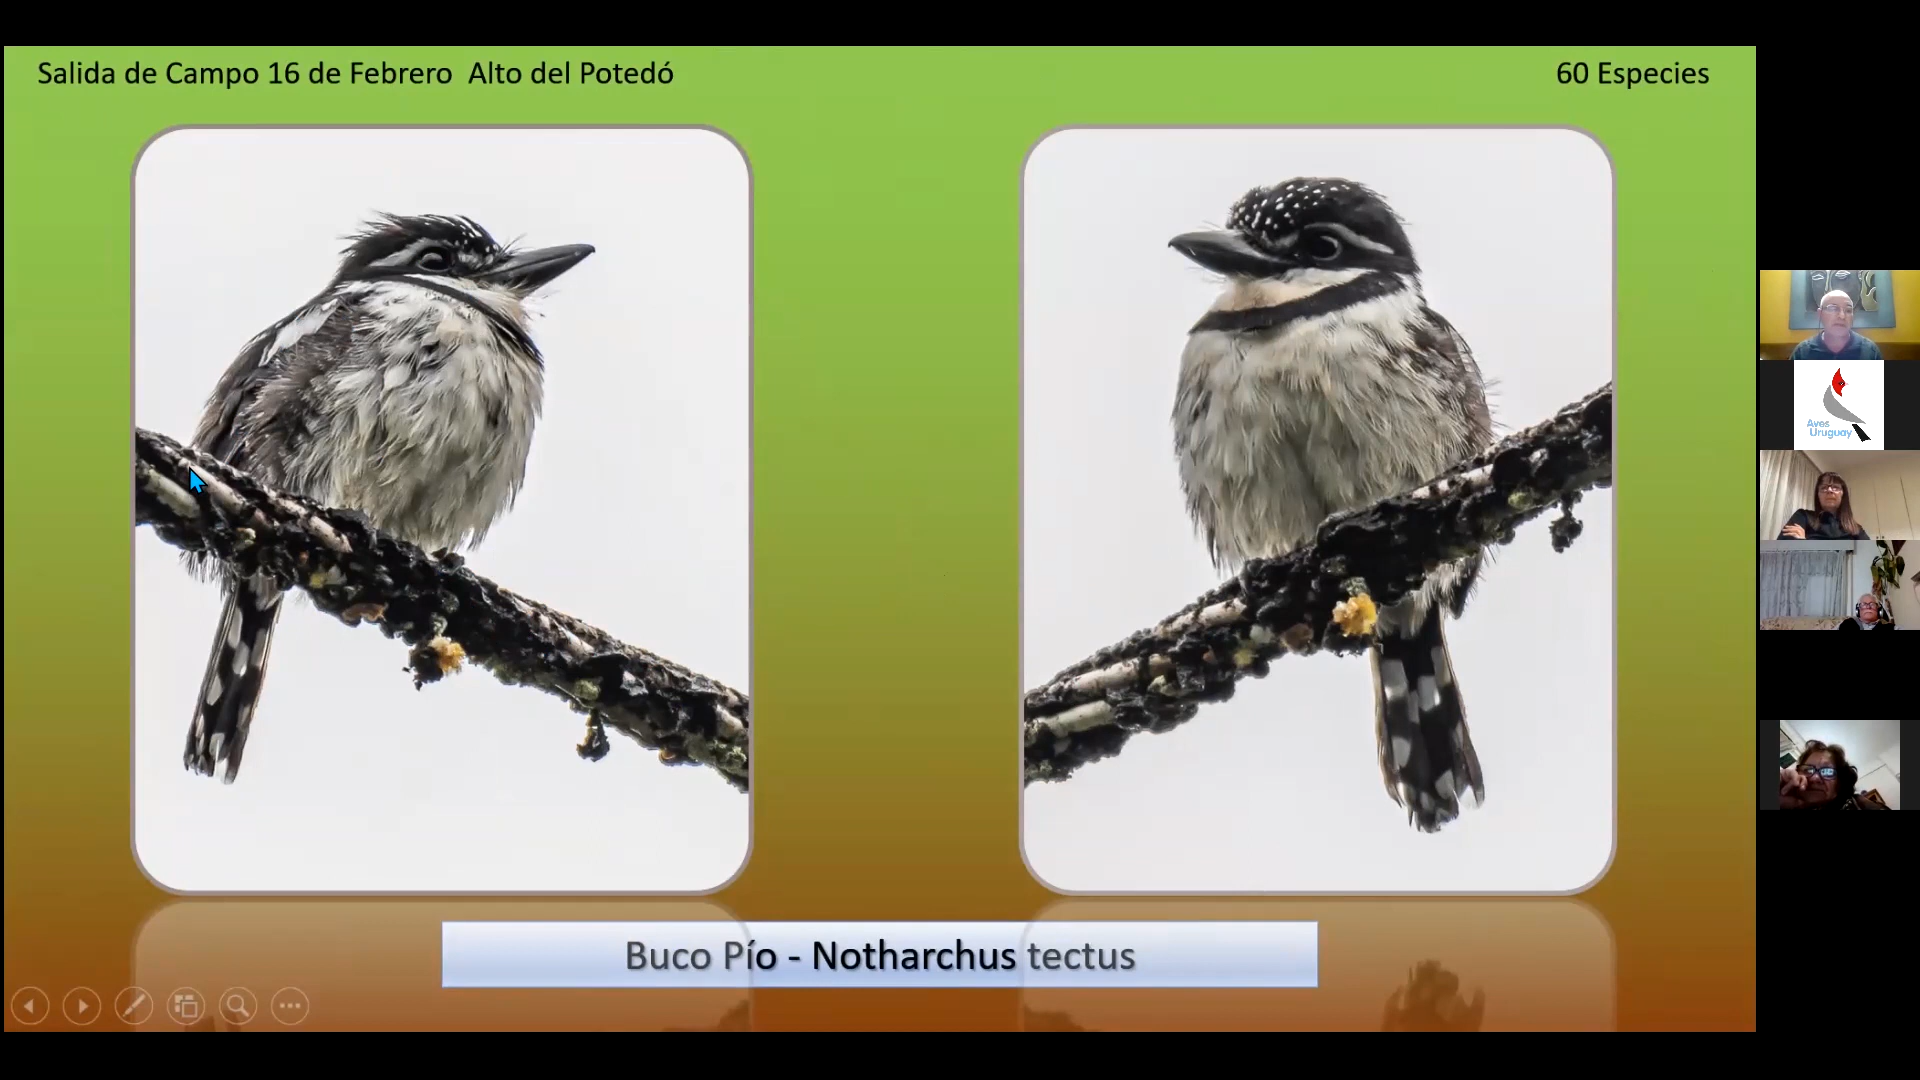 Salida de Campo 16 de Febrero  Alto del Potedó
60 Especies
Aves
Uruguay
Buco Pío - Notharchus tectus